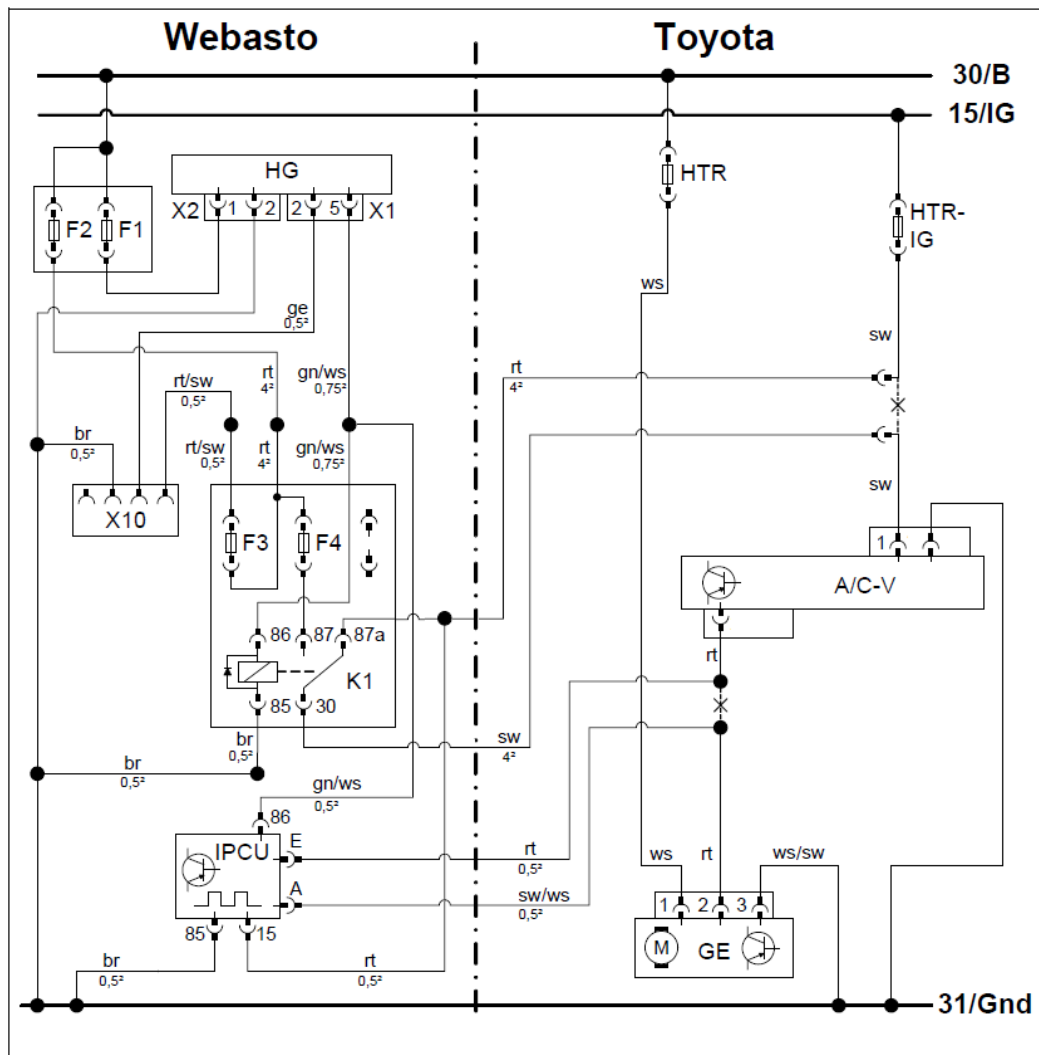 Webasto
Toyota
30/B
15/IG
HG
X2
1
2
2
5
X1
F2
F1
HTR
HTR-
IG
ws
ge
0,5²
sw
rt/sw
0,5²
rt
4²
gn/ws
0,75²
rt
4²
br
0,5²
rt/sw
0,5²
rt
4²
gn/ws
0,75²
sw
X10
F3
F4
1
A/C-V
86
87
87a
rt
K1
85
30
br
0,5²
sw
4²
br
0,5²
gn/ws
0,5²
86
IPCU
E
rt
0,5²
ws
rt
ws/sw
A
sw/ws
0,5²
1
2
3
85
15
M
GE
br
0,5²
rt
0,5²
31/Gnd